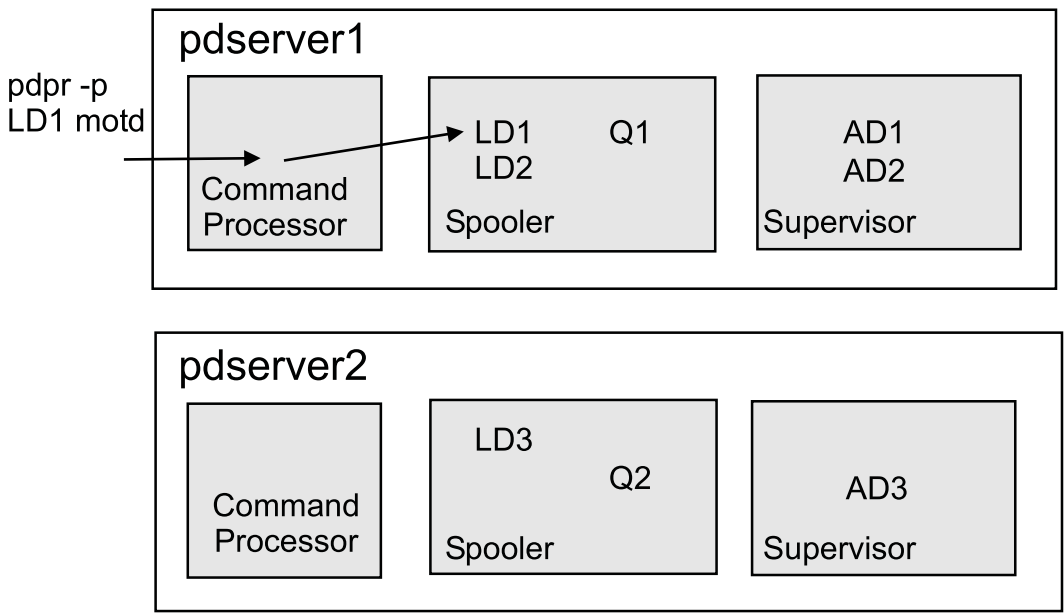 pdserver1
pdpr -p
LD1 motd
Command
Processor
LD1 Q1
LD2
Spooler
AD1
AD2
Supervisor
pdserver2
Command
Processor
LD3
Q2
Spooler
AD3
Supervisor